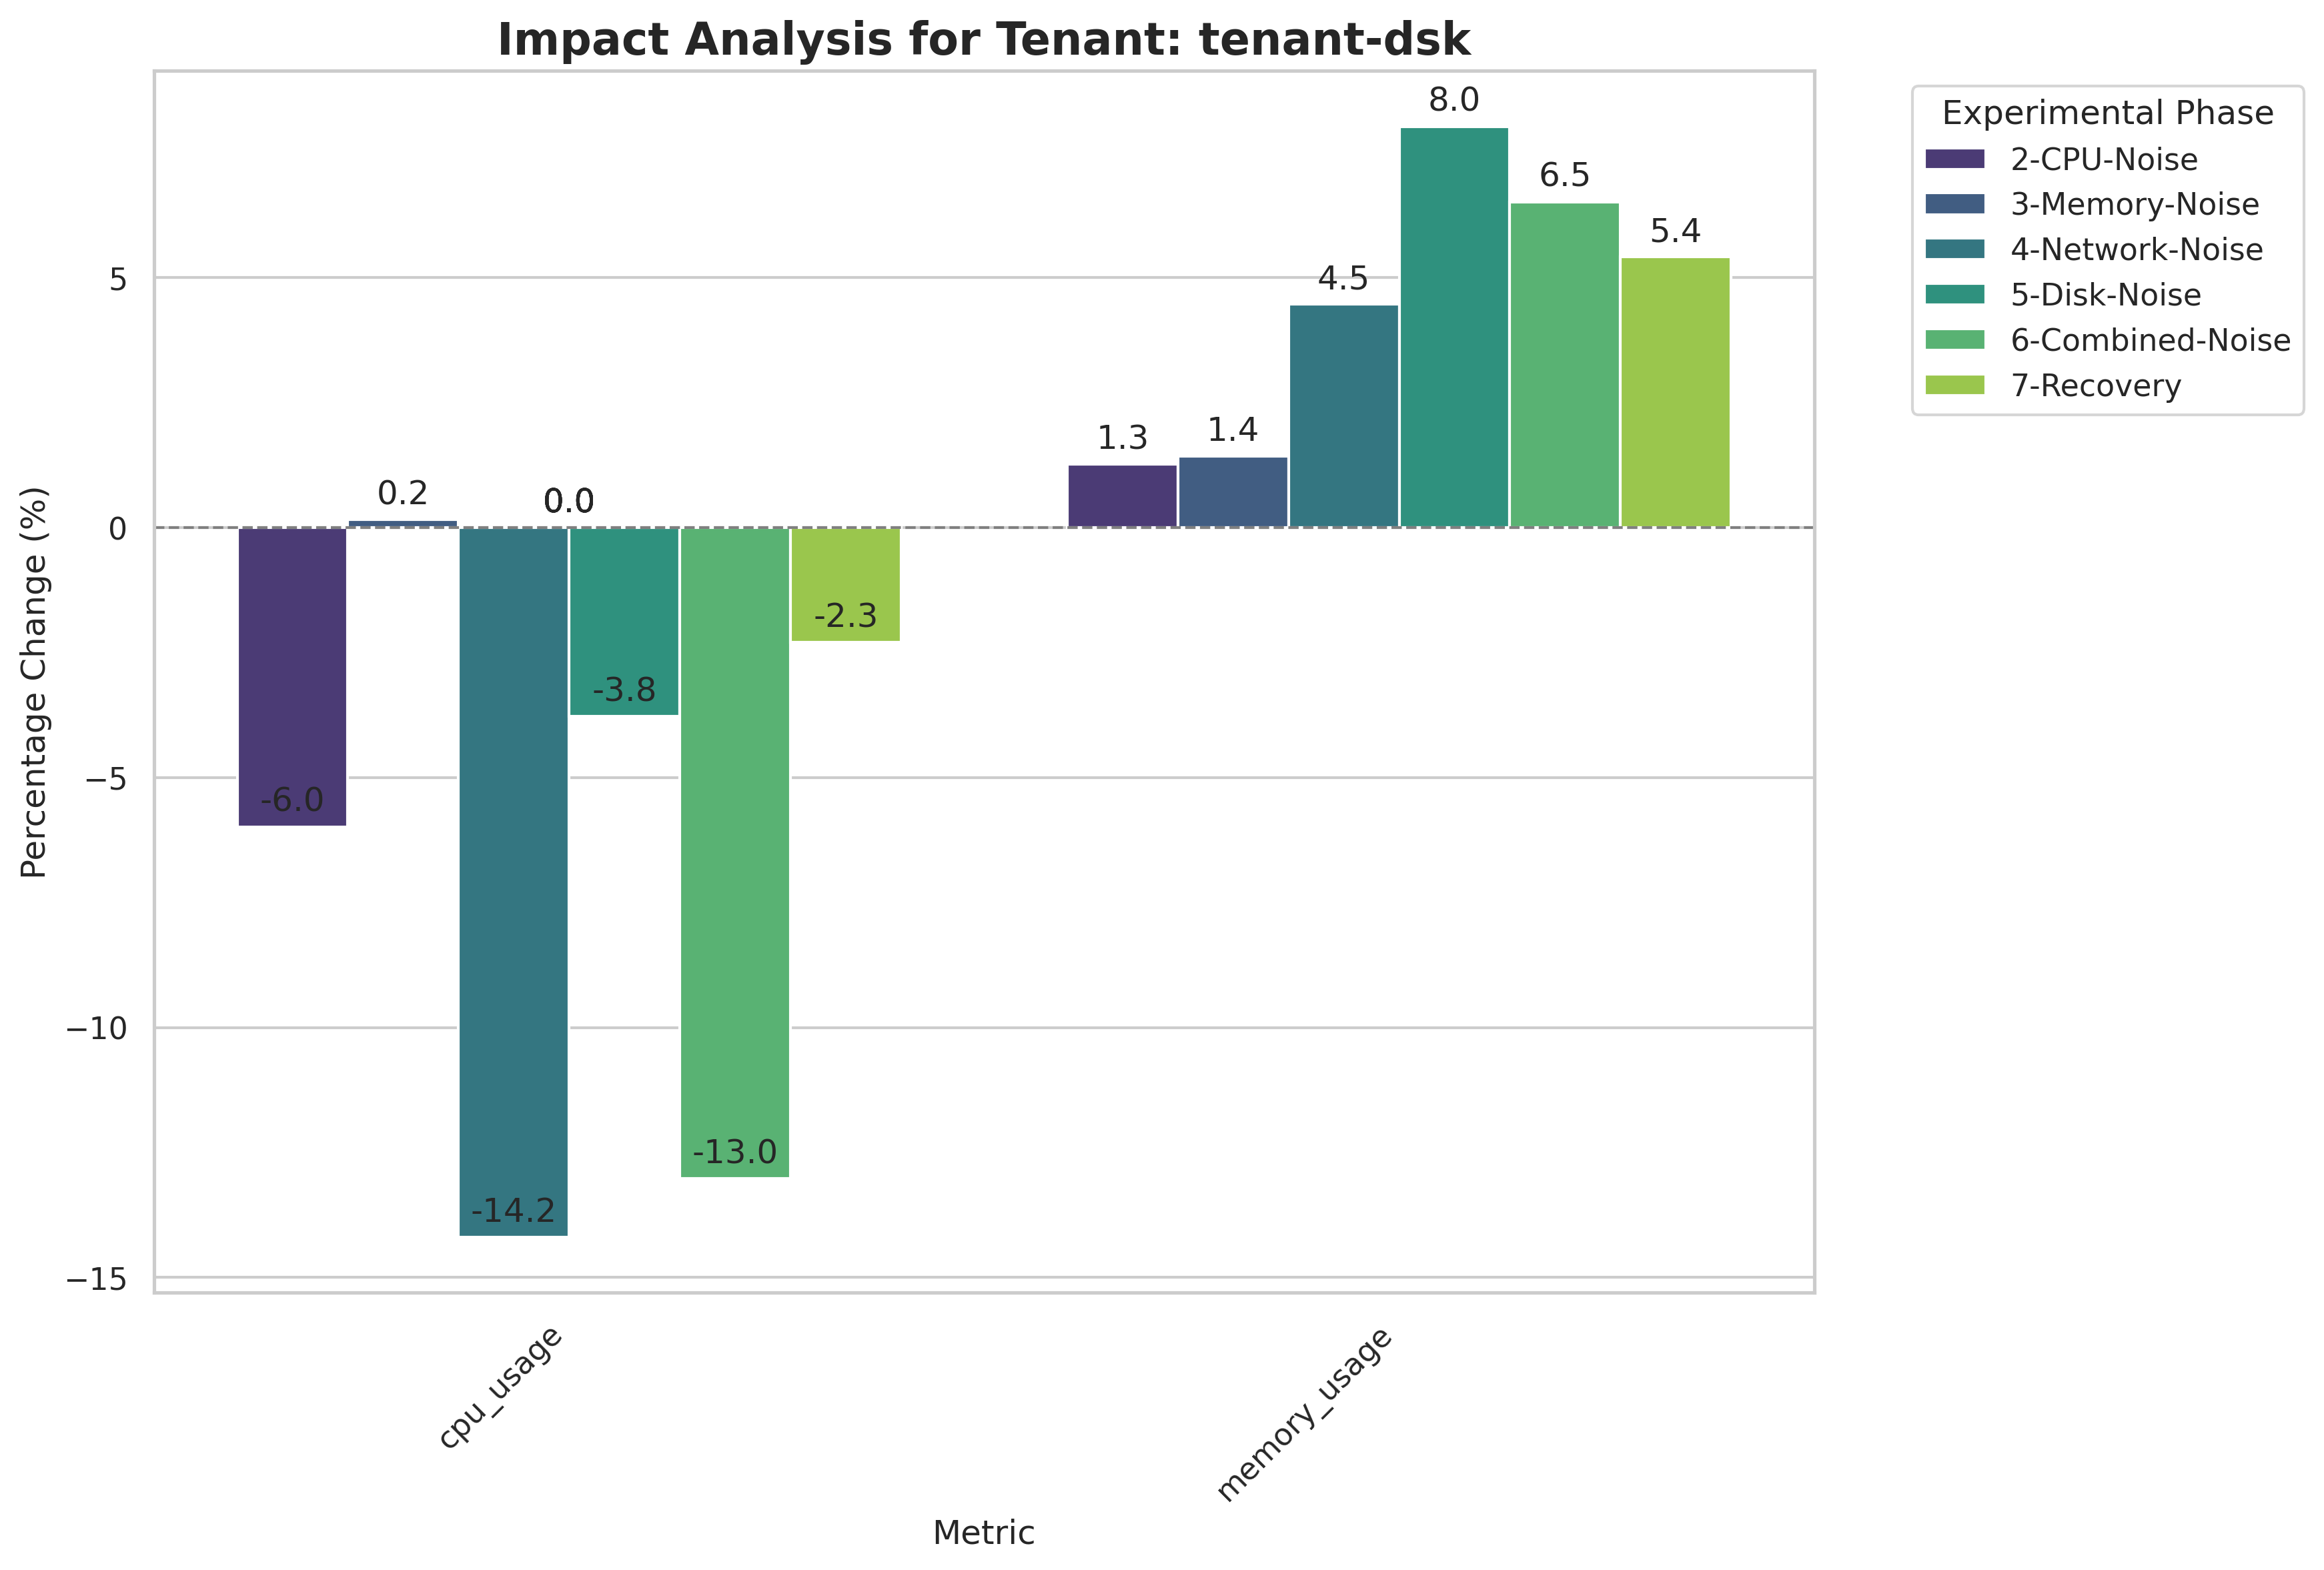 Impact Analysis for Tenant: tenant-dsk
Experimental Phase
2-CPU-Noise
3-Memory-Noise
4-Network-Noise
5-Disk-Noise
6-Combined-Noise
7-Recovery
Percentage Change (%)
5
0
−5
−10
−15
-6.0
0.2
-14.2
0.0
-3.8
-13.0
-2.3
1.3
1.4
4.5
8.0
6.5
5.4
cpu_usage
memory_usage
Metric